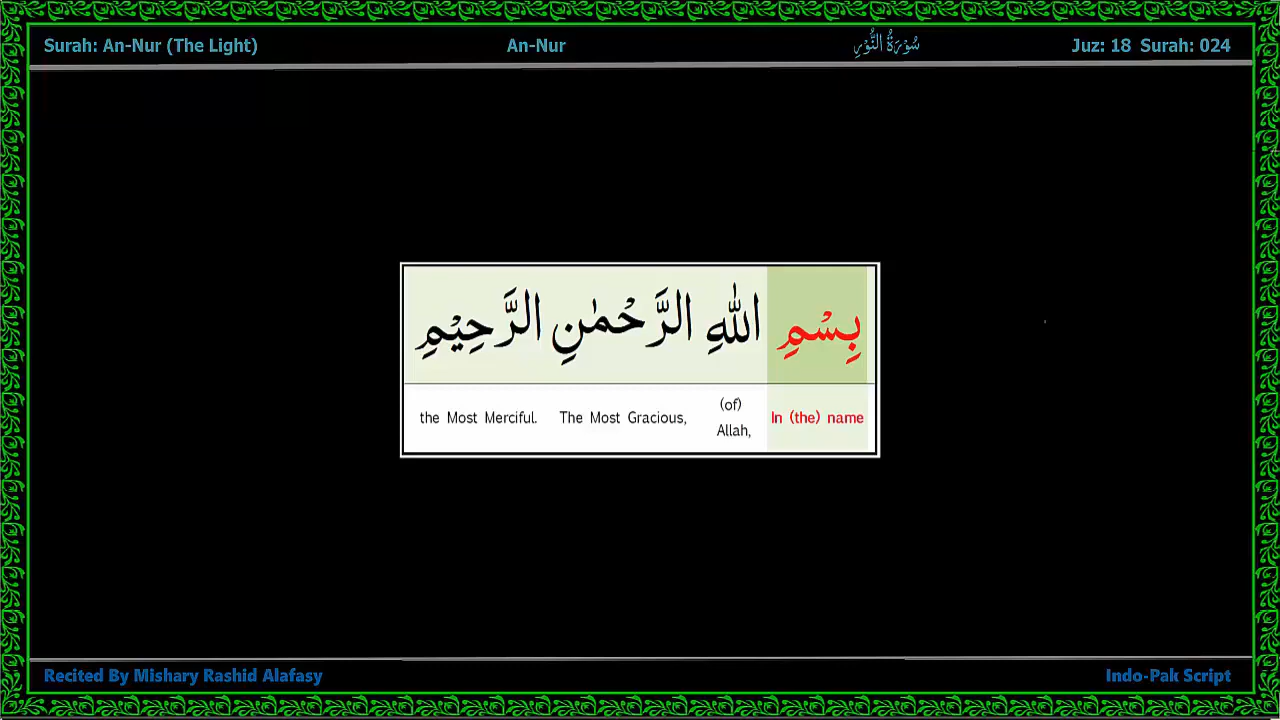 Surah: An-Nur (The Light) An-Nur سُوْرَةُ النُّوْرِ Juz: 18 Surah: 024
بِسْمِ اللّٰهِ الرَّحْمٰنِ الرَّحِيْمِ
In (the) name (of) Allah, The Most Gracious, the Most Merciful.
Recited By Mishary Rashid Alafasy Indo-Pak Script